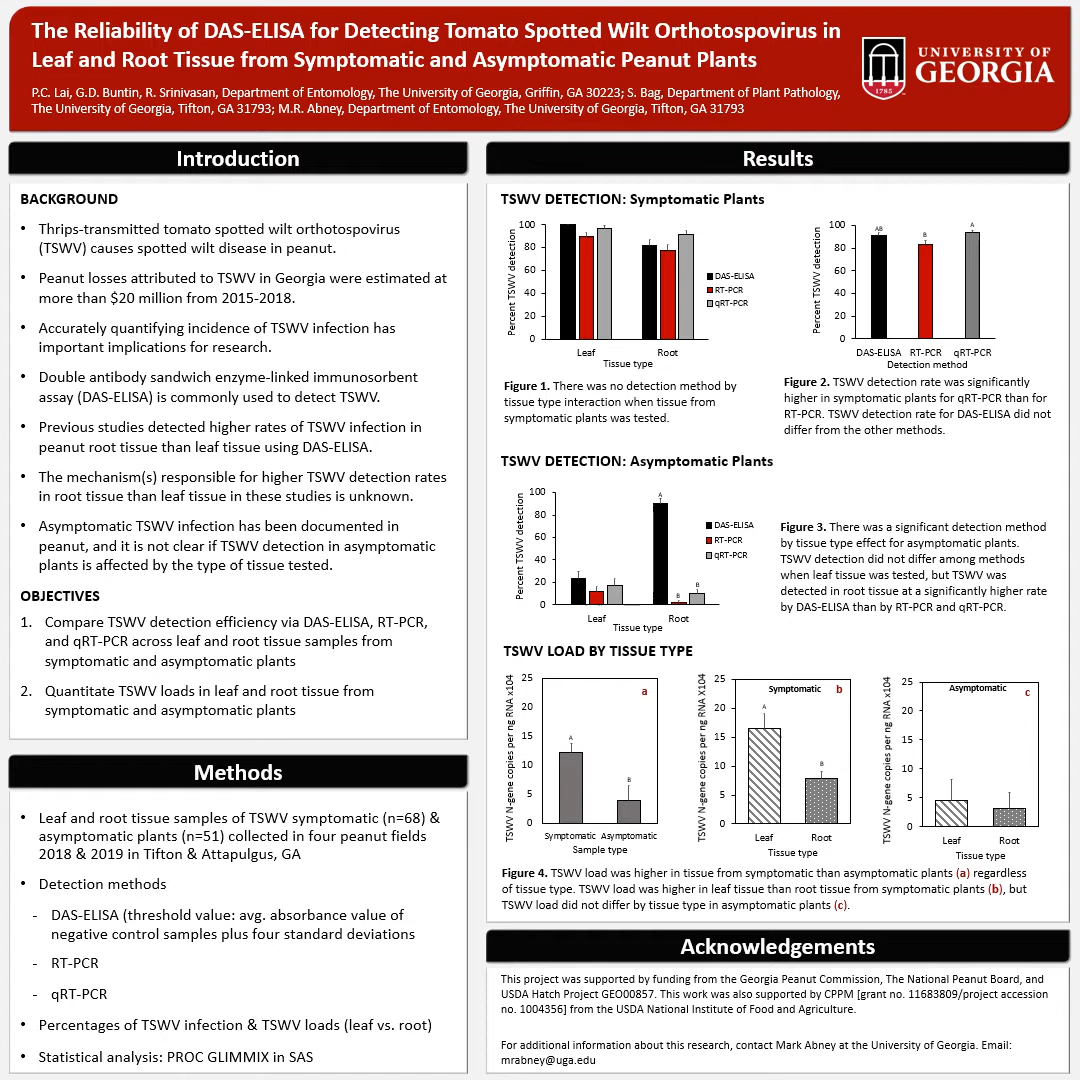 The Reliability of DAS-ELISA for Detecting Tomato Spotted Wilt Orthotospovirus in
Leaf and Root Tissue from Symptomatic and Asymptomatic Peanut Plants
P.C. Lai, G.D. Buntin, R. Srinivasan, Department of Entomology, The University of Georgia, Griffin, GA 30223; S. Bag, Department of Plant Pathology,
The University of Georgia, Tifton, GA 31793; M.R. Abney, Department of Entomology, The University of Georgia, Tifton, GA 31793
1785
UNIVERSITY OF
GEORGIA
Introduction
BACKGROUND
• Thrips-transmitted tomato spotted wilt orthotospovirus
(TSWV) causes spotted wilt disease in peanut.
• Peanut losses attributed to TSWV in Georgia were estimated at
more than $20 million from 2015-2018.
• Accurately quantifying incidence of TSWV infection has
important implications for research.
• Double antibody sandwich enzyme-linked immunosorbent
assay (DAS-ELISA) is commonly used to detect TSWV.
• Previous studies detected higher rates of TSWV infection in
peanut root tissue than leaf tissue using DAS-ELISA.
• The mechanism(s) responsible for higher TSWV detection rates
in root tissue than leaf tissue in these studies is unknown.
• Asymptomatic TSWV infection has been documented in
peanut, and it is not clear if TSWV detection in asymptomatic
plants is affected by the type of tissue tested.
OBJECTIVES
1. Compare TSWV detection efficiency via DAS-ELISA, RT-PCR,
and qRT-PCR across leaf and root tissue samples from
symptomatic and asymptomatic plants
2. Quantitate TSWV loads in leaf and root tissue from
symptomatic and asymptomatic plants
Methods
• Leaf and root tissue samples of TSWV symptomatic (n=68) &
asymptomatic plants (n=51) collected in four peanut fields
2018 & 2019 in Tifton & Attapulgus, GA
• Detection methods
- DAS-ELISA (threshold value: avg. absorbance value of
negative control samples plus four standard deviations
- RT-PCR
- qRT-PCR
• Percentages of TSWV infection & TSWV loads (leaf vs. root)
• Statistical analysis: PROC GLIMMIX in SAS
Results
TSWV DETECTION: Symptomatic Plants
Percent TSWV detection
100
80
60
40
20
0
Leaf Root
Tissue type
DAS-ELISA
RT-PCR
qRT-PCR
Figure 1. There was no detection method by
tissue type interaction when tissue from
symptomatic plants was tested.
Percent TSWV detection
100
80
60
40
20
0
AB B A
DAS-ELISA RT-PCR qRT-PCR
Detection method
Figure 2. TSWV detection rate was significantly
higher in symptomatic plants for qRT-PCR than for
RT-PCR. TSWV detection rate for DAS-ELISA did not
differ from the other methods.
TSWV DETECTION: Asymptomatic Plants
Percent TSWV detection
100
80
60
40
20
0
A B B
Leaf Root
Tissue type
DAS-ELISA
RT-PCR
qRT-PCR
Figure 3. There was a significant detection method
by tissue type effect for asymptomatic plants.
TSWV detection did not differ among methods
when leaf tissue was tested, but TSWV was
detected in root tissue at a significantly higher rate
by DAS-ELISA than by RT-PCR and qRT-PCR.
TSWV LOAD BY TISSUE TYPE
TSWV N-gene copies per ng RNA x104
25
20
15
10
5
0
a
A B
Symptomatic Asymptomatic
Sample type
TSWV N-gene copies per ng RNA X104
25
20
15
10
5
0
Symptomatic b
A B
Leaf Root
Tissue type
TSWV N-gene copies per ng RNA x104
25
20
15
10
5
0
Asymptomatic c
Leaf Root
Tissue type
Figure 4. TSWV load was higher in tissue from symptomatic than asymptomatic plants (a) regardless
of tissue type. TSWV load was higher in leaf tissue than root tissue from symptomatic plants (b), but
TSWV load did not differ by tissue type in asymptomatic plants (c).
Acknowledgements
This project was supported by funding from the Georgia Peanut Commission, The National Peanut Board, and
USDA Hatch Project GEO00857. This work was also supported by CPPM [grant no. 11683809/project accession
no. 1004356] from the USDA National Institute of Food and Agriculture.
For additional information about this research, contact Mark Abney at the University of Georgia. Email:
mrabney@uga.edu